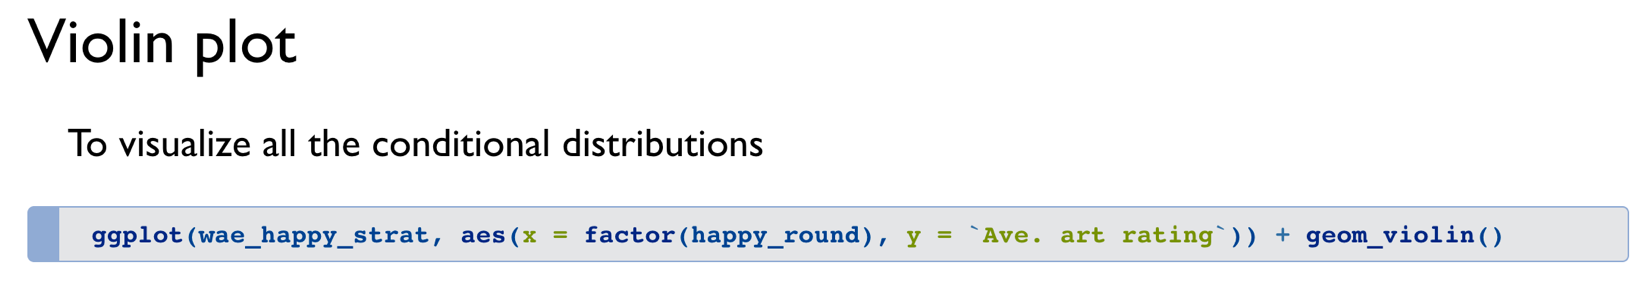 Violin plot
To visualize all the conditional distributions
ggplot(wae_happy_strat, aes(x = factor(happy_round), y = `Ave. art rating`)) + geom_violin()